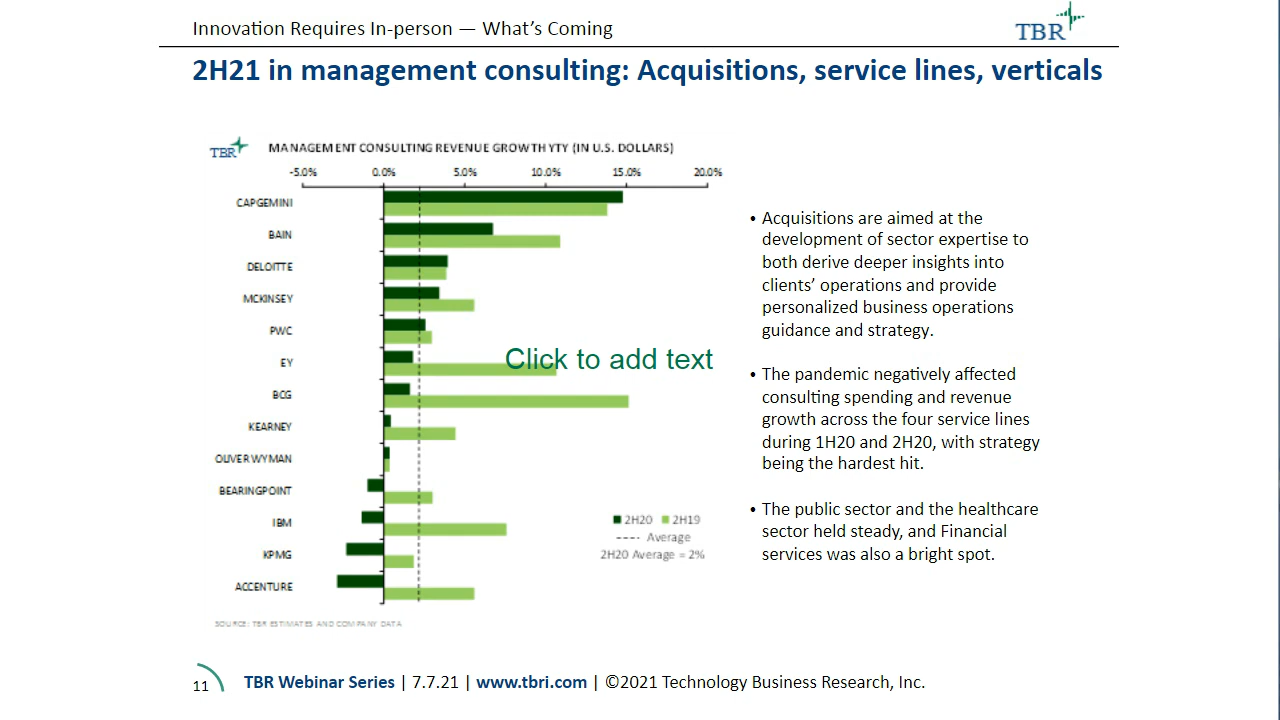 Innovation Requires In-person — What's Coming
TBR
2H21 in management consulting: Acquisitions, service lines, verticals
TBR
MANAGEMENT CONSULTING REVENUE GROWTH YTY (IN U.S. DOLLARS)
-5.0% 0.0% 5.0% 10.0% 15.0% 20.0%
CAPGEMINI
BAIN
DELOITTE
MCKINSEY
PWC
EY
BCG
KEARNEY
OLIVER WYMAN
BEARINGPOINT
IBM
KPMG
ACCENTURE
Click to add text
2H20 2H19
Average
2H20 Average = 2%
SOURCE: TBR ESTIMATES AND COMPANY DATA
• Acquisitions are aimed at the
development of sector expertise to
both derive deeper insights into
clients' operations and provide
personalized business operations
guidance and strategy.
• The pandemic negatively affected
consulting spending and revenue
growth across the four service lines
during 1H20 and 2H20, with strategy
being the hardest hit.
• The public sector and the healthcare
sector held steady, and Financial
services was also a bright spot.
11 TBR Webinar Series | 7.7.21 | www.tbri.com | ©2021 Technology Business Research, Inc.